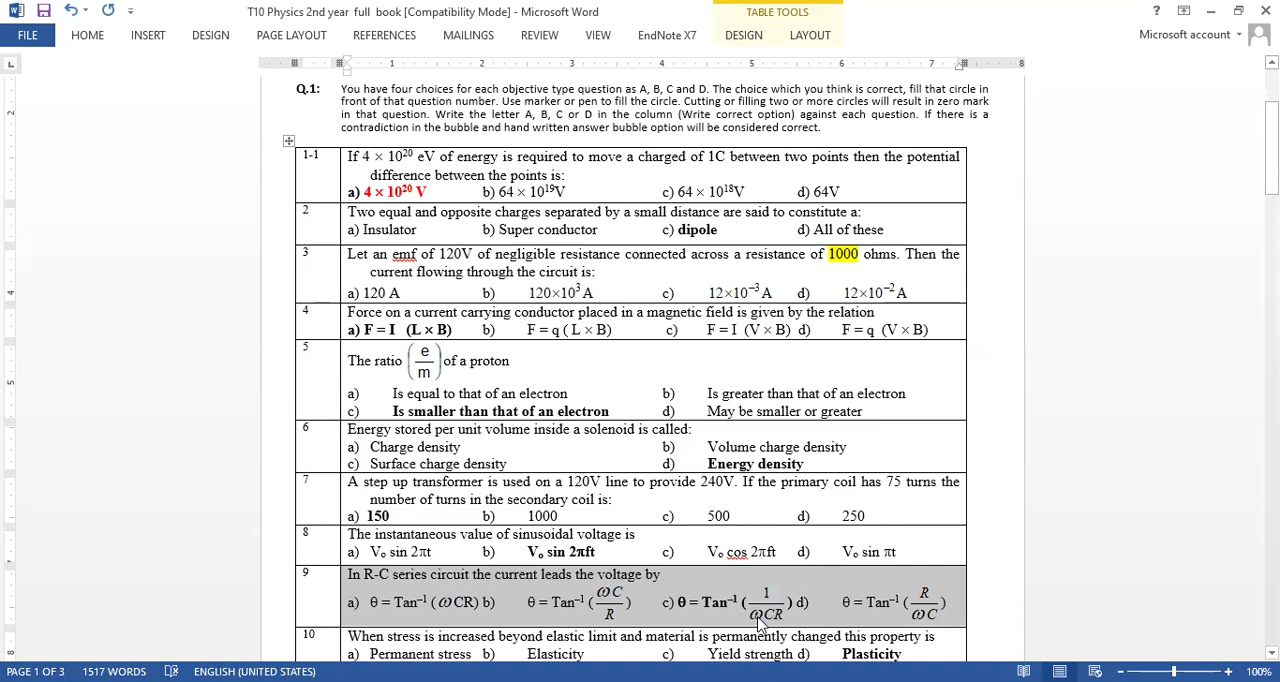 T10 Physics 2nd year full book [Compatibility Mode] - Microsoft Word
TABLE TOOLS
FILE HOME INSERT DESIGN PAGE LAYOUT REFERENCES MAILINGS REVIEW VIEW EndNote X7 DESIGN LAYOUT Microsoft account
1 2 3 4 5 6 7 8
Q.1: You have four choices for each objective type question as A, B, C and D. The choice which you think is correct, fill that circle in
front of that question number. Use marker or pen to fill the circle. Cutting or filling two or more circles will result in zero mark
in that question. Write the letter A, B, C or D in the column (Write correct option) against each question. If there is a
contradiction in the bubble and hand written answer bubble option will be considered correct.
1-1 If 4 × 10²⁰ eV of energy is required to move a charged of 1C between two points then the potential
difference between the points is:
a) 4 × 10²⁰ V b) 64 × 10¹⁹V c) 64 × 10¹⁸V d) 64V
2 Two equal and opposite charges separated by a small distance are said to constitute a:
a) Insulator b) Super conductor c) dipole d) All of these
3 Let an emf of 120V of negligible resistance connected across a resistance of 1000 ohms. Then the
current flowing through the circuit is:
a) 120 A b) 120×10³ A c) 12×10⁻³ A d) 12×10⁻² A
4 Force on a current carrying conductor placed in a magnetic field is given by the relation
a) F = I (L × B) b) F = q ( L × B) c) F = I (V × B) d) F = q (V × B)
5 The ratio (e/m) of a proton
a) Is equal to that of an electron b) Is greater than that of an electron
c) Is smaller than that of an electron d) May be smaller or greater
6 Energy stored per unit volume inside a solenoid is called:
a) Charge density b) Volume charge density
c) Surface charge density d) Energy density
7 A step up transformer is used on a 120V line to provide 240V. If the primary coil has 75 turns the
number of turns in the secondary coil is:
a) 150 b) 1000 c) 500 d) 250
8 The instantaneous value of sinusoidal voltage is
a) Vₒ sin 2πt b) Vₒ sin 2πft c) Vₒ cos 2πft d) Vₒ sin πt
9 In R-C series circuit the current leads the voltage by
a) θ = Tan⁻¹ (ωCR) b) θ = Tan⁻¹ (ωC/R) c) θ = Tan⁻¹ (1/ωCR) d) θ = Tan⁻¹ (R/ωC)
10 When stress is increased beyond elastic limit and material is permanently changed this property is
a) Permanent stress b) Elasticity c) Yield strength d) Plasticity
PAGE 1 OF 3 1517 WORDS ENGLISH (UNITED STATES) 100%